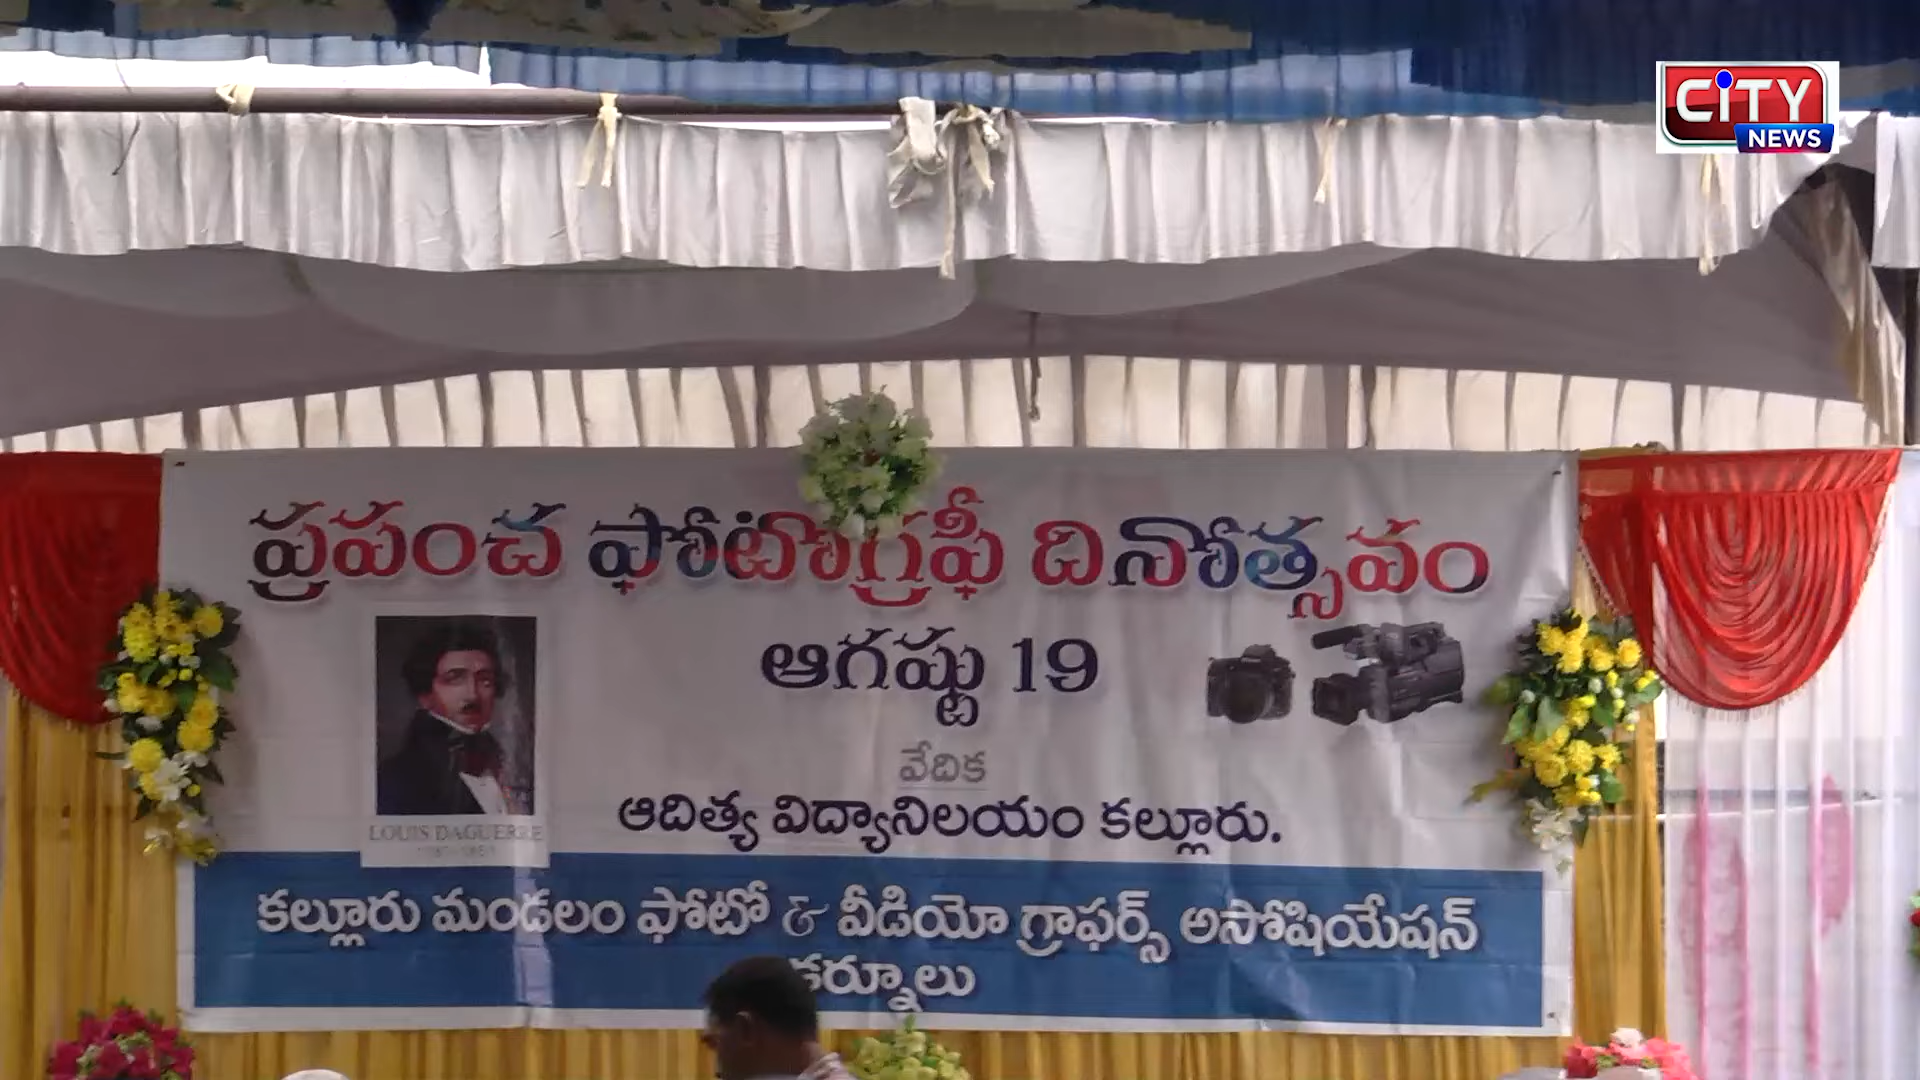 CITY
NEWS
ప్రపంచ ఫోటోగ్రఫీ దినోత్సవం
ఆగష్టు 19
వేదిక
ఆదిత్య విద్యానిలయం కల్లూరు.
LOUIS DAGUERRE
కల్లూరు మండలం ఫోటో & వీడియో గ్రాఫర్స్ అసోషియేషన్
కర్నూలు